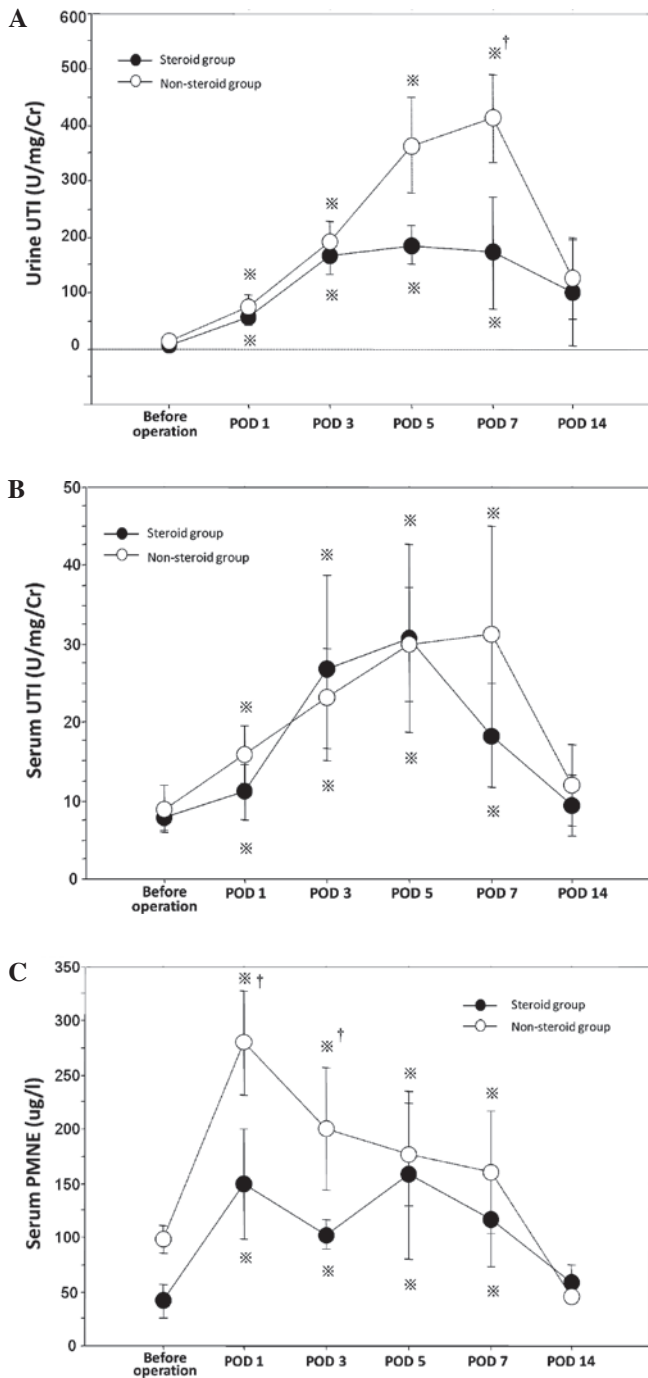 A
600
500
400
300
200
100
0
Urine UTI (U/mg/Cr)
Steroid group
Non-steroid group
※ ※ ※ ※†
※ ※ ※ ※
Before operation POD 1 POD 3 POD 5 POD 7 POD 14
B
50
40
30
20
10
0
Serum UTI (U/mg/Cr)
Steroid group
Non-steroid group
※ ※ ※ ※
※ ※ ※ ※
Before operation POD 1 POD 3 POD 5 POD 7 POD 14
C
350
300
250
200
150
100
50
0
Serum PMNE (ug/l)
Steroid group
Non-steroid group
※† ※† ※ ※
※ ※ ※ ※
Before operation POD 1 POD 3 POD 5 POD 7 POD 14